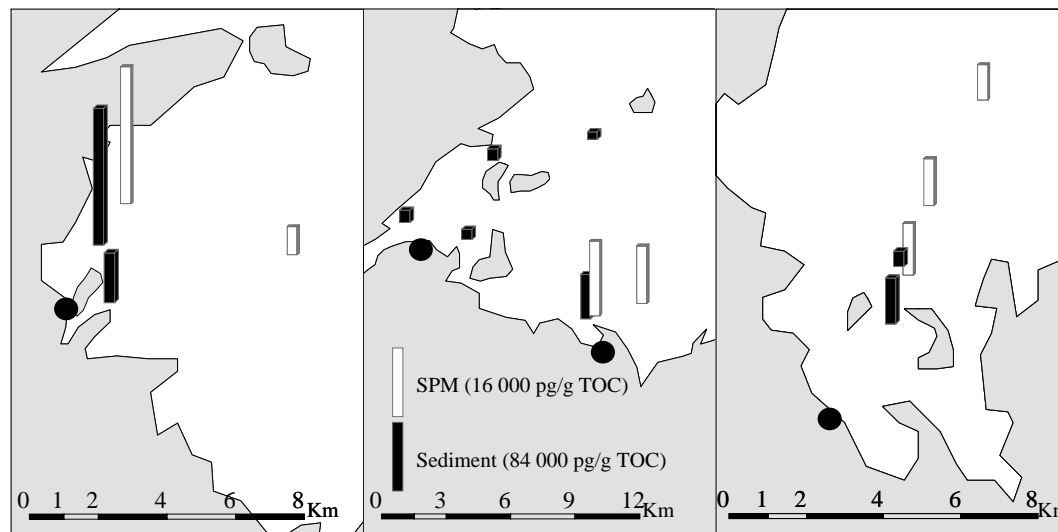 SPM (16 000 pg/g TOC)
Sediment (84 000 pg/g TOC)
0 1 2 4 6 8 Km
0 3 6 9 12 Km
0 1 2 4 6 8 Km